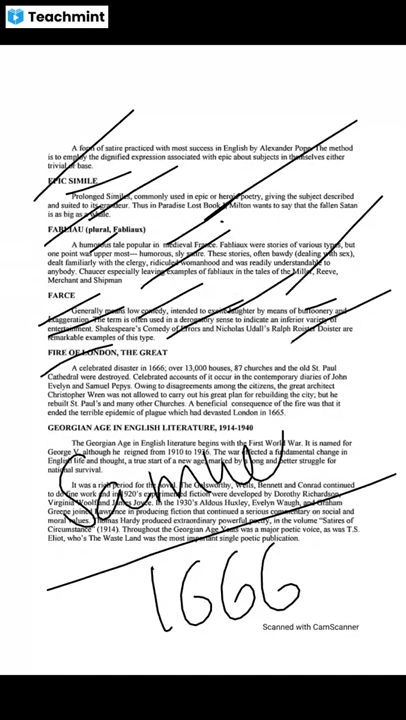 Teachmint
A form of satire practiced with most success in English by Alexander Pope. The method
is to employ the dignified expression associated with epic about subjects in themselves either
trivial or base.
EPIC SIMILE
Prolonged Similes, commonly used in epic or heroic poetry, giving the subject described
and suited to its grandeur. Thus in Paradise Lost Book I, Milton wants to say that the fallen Satan
is as big as a whale.
FABLIAU (plural, Fabliaux)
A humorous tale popular in medieval France. Fabliaux were stories of various types, but
one point was upper most— humorous, sly satire. These stories, often bawdy (dealing with sex),
dealt familiarly with the clergy, ridiculed womanhood and was readily understandable to
anybody. Chaucer especially leaving examples of fabliaux in the tales of the Miller, Reeve,
Merchant and Shipman
FARCE
Generally means low comedy, intended to excite laughter by means of buffoonery and
exaggeration. The term is often used in a derogatory sense to indicate an inferior variety of
entertainment. Shakespeare's Comedy of Errors and Nicholas Udall's Ralph Roister Doister are
remarkable examples of this type.
FIRE OF LONDON, THE GREAT
A celebrated disaster in 1666; over 13,000 houses, 87 churches and the old St. Paul
Cathedral were destroyed. Celebrated accounts of it occur in the contemporary diaries of John
Evelyn and Samuel Pepys. Owing to disagreements among the citizens, the great architect
Christopher Wren was not allowed to carry out his great plan for rebuilding the city; but he
rebuilt St. Paul's and many other Churches. A beneficial consequence of the fire was that it
ended the terrible epidemic of plague which had devasted London in 1665.
GEORGIAN AGE IN ENGLISH LITERATURE, 1914-1940
The Georgian Age in English literature begins with the First World War. It is named for
George V, although he reigned from 1910 to 1936. The war effected a fundamental change in
English life and thought, a true start of a new age marked by a long and better struggle for
national survival.
It was a rich period for the novel. The Galsworthy, Wells, Bennett and Conrad continued
to do fine work and in 1920's experimented fiction were developed by Dorothy Richardson,
Virginia Woolf and James Joyce. In the 1930's Aldous Huxley, Evelyn Waugh, and Graham
Greene joined Lawrence in producing fiction that continued a serious commentary on social and
moral values. Thomas Hardy produced extraordinary powerful poetry, in the volume “Satires of
Circumstance” (1914). Throughout the Georgian Age Yeats was a major poetic voice, as was T.S.
Eliot, who's The Waste Land was the most important single poetic publication.
Samuel
1666
Scanned with CamScanner